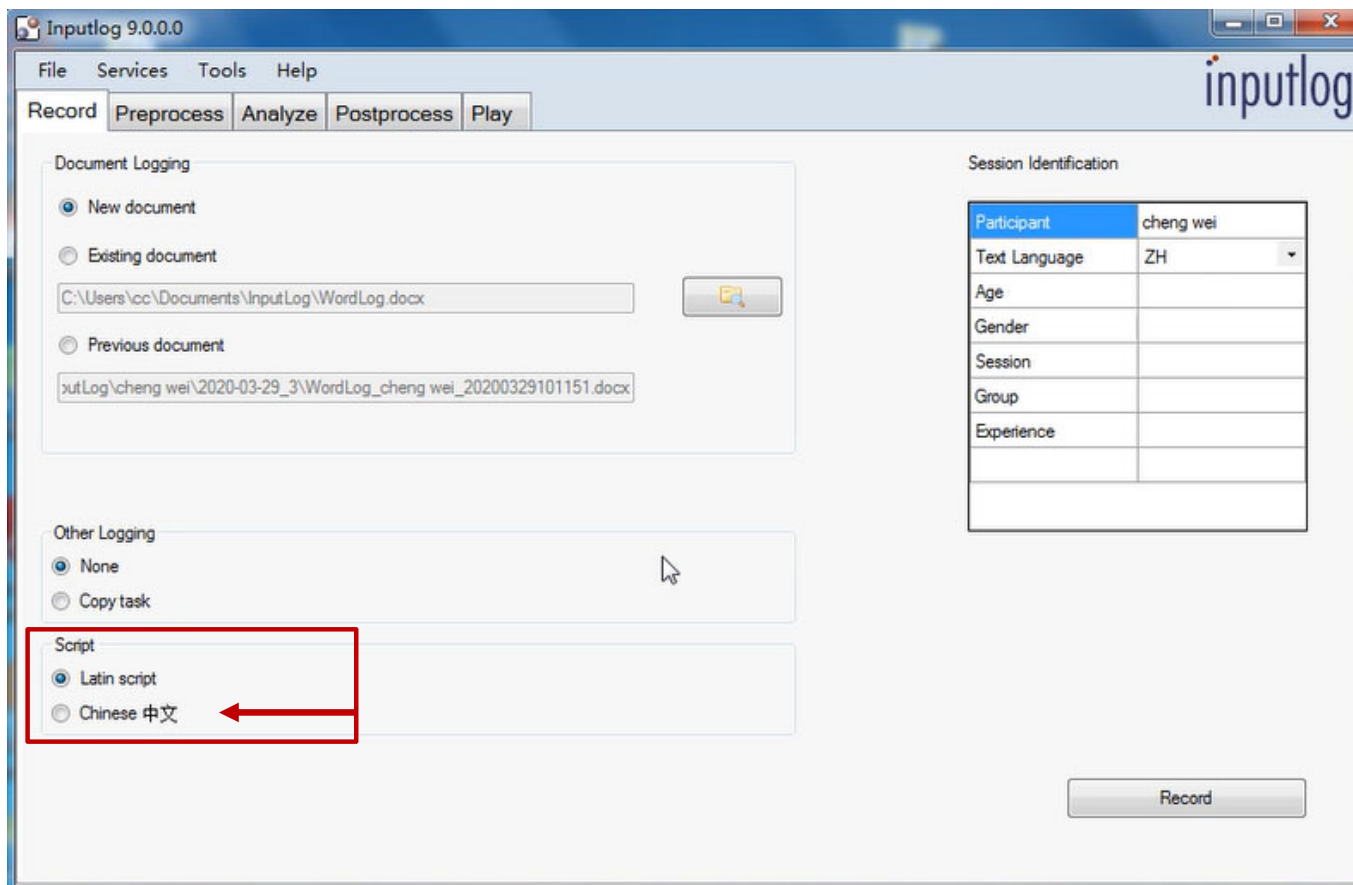 Inputlog 9.0.0.0
File Services Tools Help
inputlog
Record Preprocess Analyze Postprocess Play
Document Logging
New document
Existing document
C:\Users\cc\Documents\InputLog\WordLog.docx
Previous document
utLog\cheng wei\2020-03-29_3\WordLog_cheng wei_20200329101151.docx
Session Identification
Participant cheng wei
Text Language ZH
Age
Gender
Session
Group
Experience
Other Logging
None
Copy task
Script
Latin script
Chinese 中文
Record